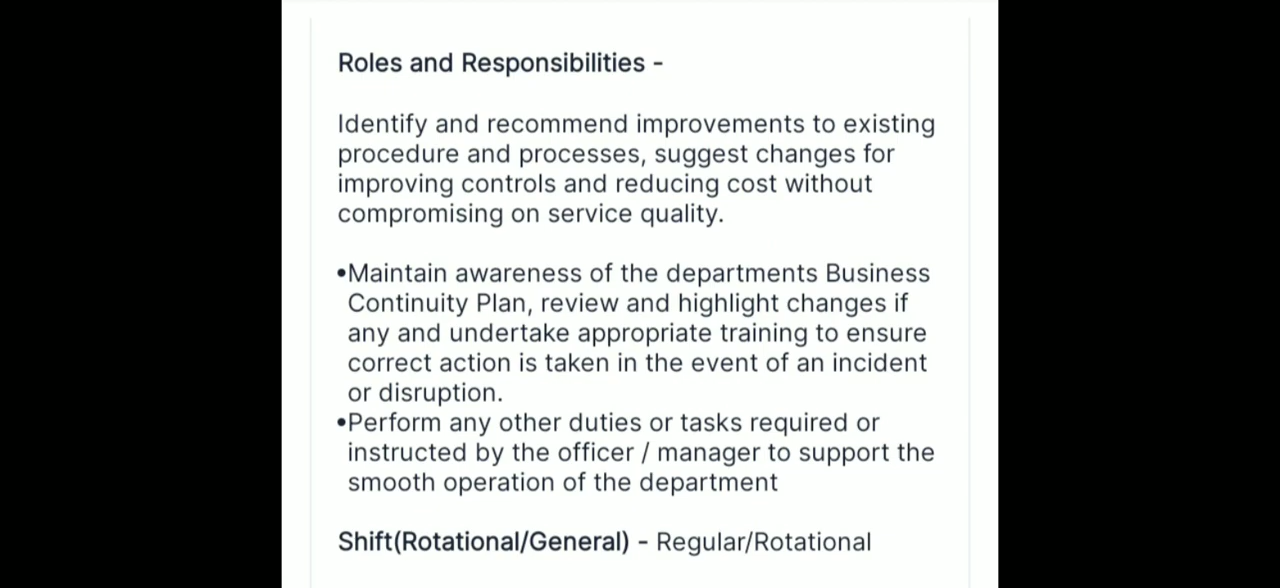 Roles and Responsibilities -
Identify and recommend improvements to existing
procedure and processes, suggest changes for
improving controls and reducing cost without
compromising on service quality.
•Maintain awareness of the departments Business
Continuity Plan, review and highlight changes if
any and undertake appropriate training to ensure
correct action is taken in the event of an incident
or disruption.
•Perform any other duties or tasks required or
instructed by the officer / manager to support the
smooth operation of the department
Shift(Rotational/General) - Regular/Rotational